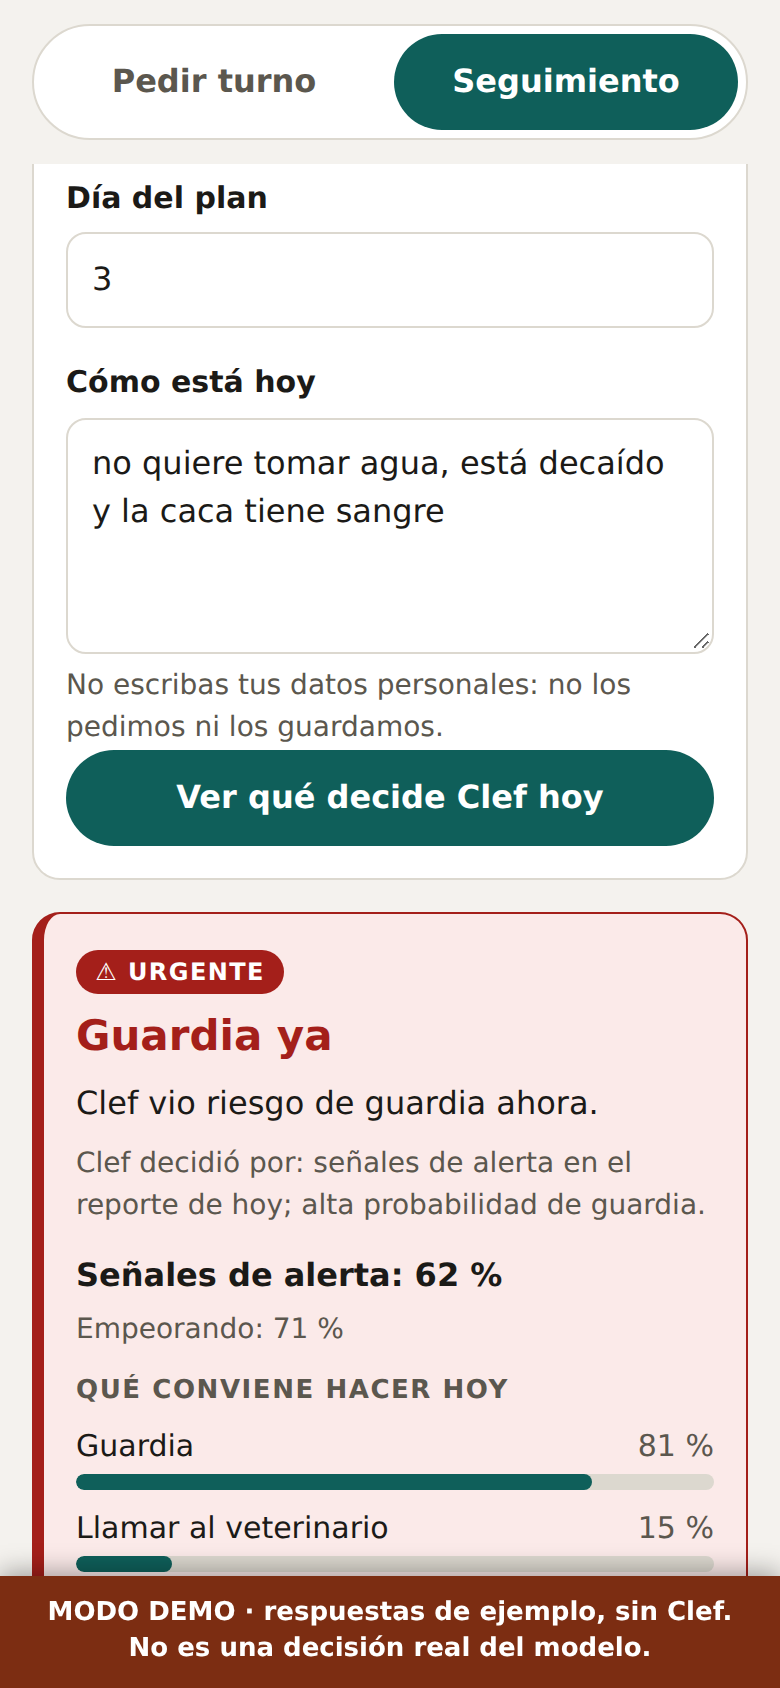 Pedir turno
Seguimiento
Día del plan
3
Cómo está hoy
no quiere tomar agua, está decaído
y la caca tiene sangre
No escribas tus datos personales: no los
pedimos ni los guardamos.
Ver qué decide Clef hoy
⚠ URGENTE
Guardia ya
Clef vio riesgo de guardia ahora.
Clef decidió por: señales de alerta en el
reporte de hoy; alta probabilidad de guardia.
Señales de alerta: 62 %
Empeorando: 71 %
QUÉ CONVIENE HACER HOY
Guardia 81 %
Llamar al veterinario 15 %
MODO DEMO · respuestas de ejemplo, sin Clef.
No es una decisión real del modelo.